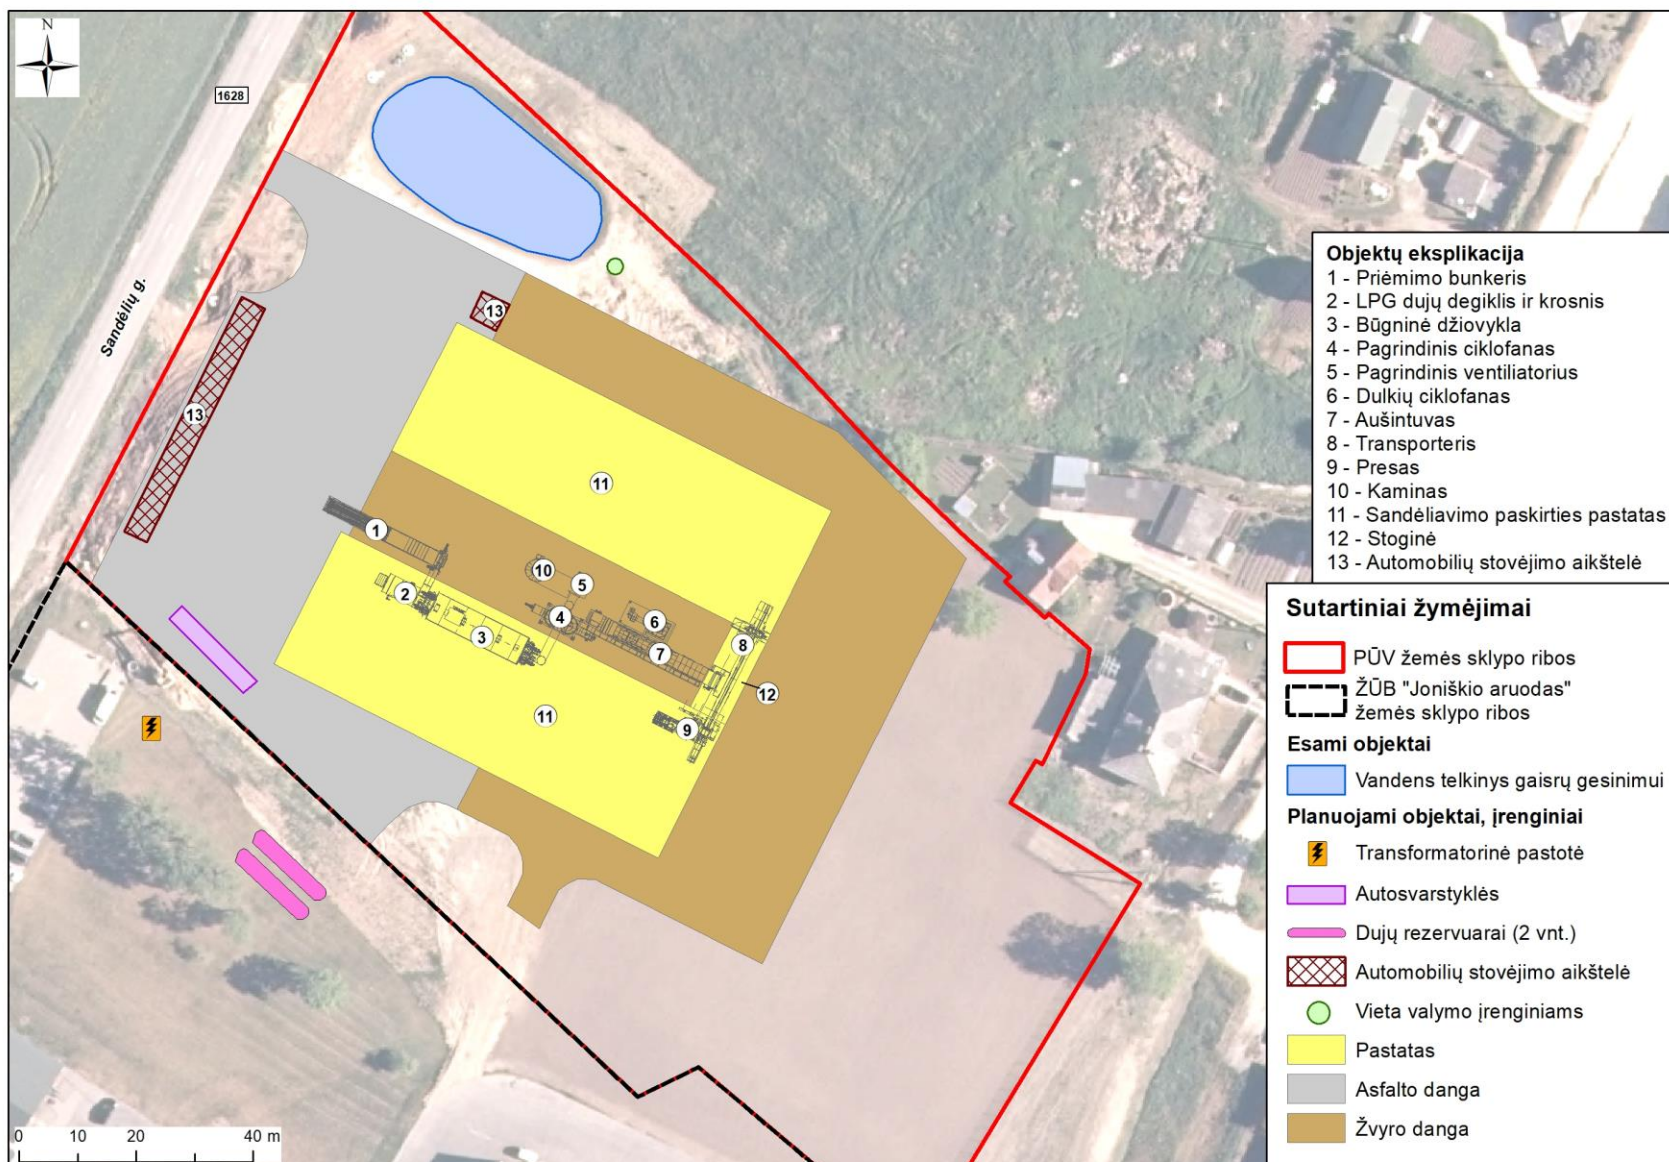 N
1628
Sandėlių g.
13
13
11
1
10
5
2
4
6
3
8
7
12
11
9
0 10 20 40 m
Objektų eksplikacija
1 - Priėmimo bunkeris
2 - LPG dujų degiklis ir krosnis
3 - Būgninė džiovykla
4 - Pagrindinis ciklofanas
5 - Pagrindinis ventiliatorius
6 - Dulkių ciklofanas
7 - Aušintuvas
8 - Transporteris
9 - Presas
10 - Kaminas
11 - Sandėliavimo paskirties pastatas
12 - Stoginė
13 - Automobilių stovėjimo aikštelė
Sutartiniai žymėjimai
PŪV žemės sklypo ribos
ŽŪB "Joniškio aruodas"
žemės sklypo ribos
Esami objektai
Vandens telkinys gaisrų gesinimui
Planuojami objektai, įrenginiai
Transformatorinė pastotė
Autosvarstyklės
Dujų rezervuarai (2 vnt.)
Automobilių stovėjimo aikštelė
Vieta valymo įrenginiams
Pastatas
Asfalto danga
Žvyro danga